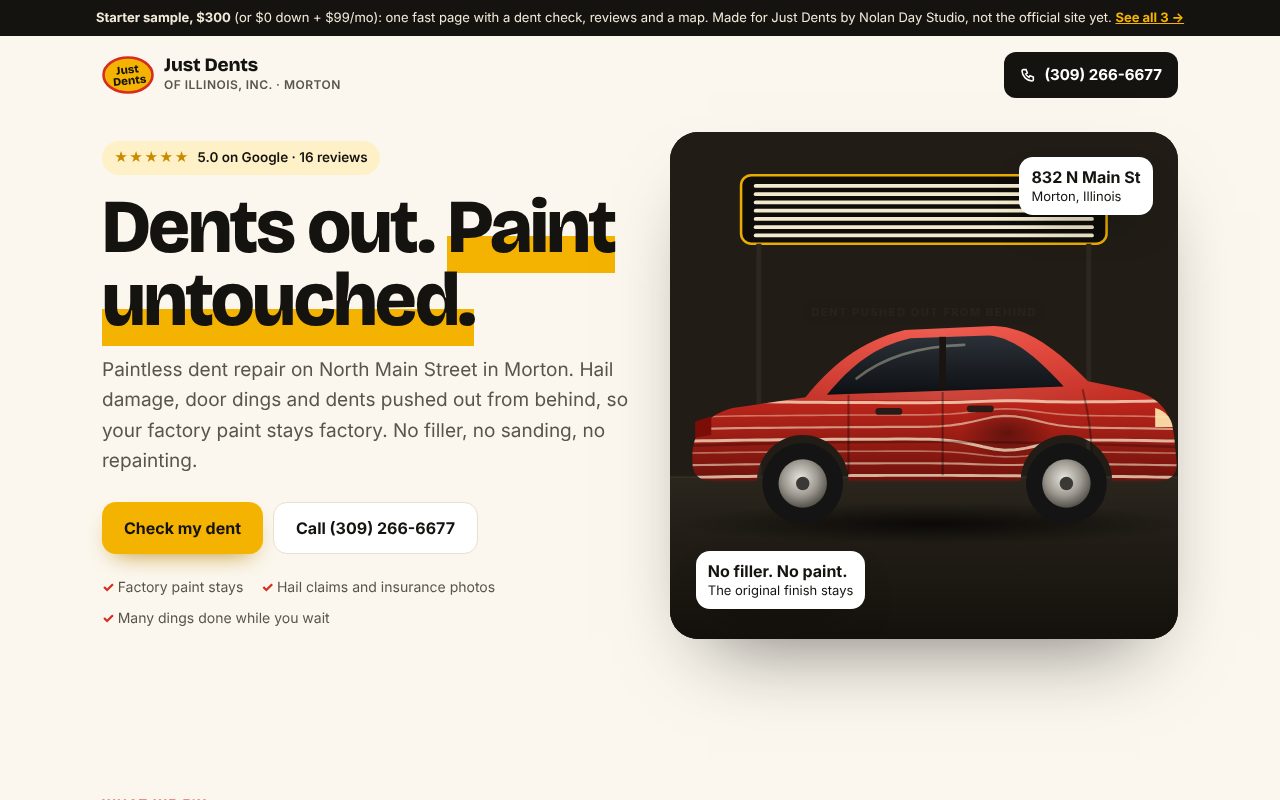 Starter sample, $300 (or $0 down + $99/mo): one fast page with a dent check, reviews and a map. Made for Just Dents by Nolan Day Studio, not the official site yet. See all 3 →
Just
Dents
Just Dents
OF ILLINOIS, INC. · MORTON
(309) 266-6677
★★★★★ 5.0 on Google · 16 reviews
Dents out. Paint
untouched.
Paintless dent repair on North Main Street in Morton. Hail
damage, door dings and dents pushed out from behind, so
your factory paint stays factory. No filler, no sanding, no
repainting.
Check my dent
Call (309) 266-6677
✓ Factory paint stays ✓ Hail claims and insurance photos
✓ Many dings done while you wait
832 N Main St
Morton, Illinois
DENT PUSHED OUT FROM BEHIND
No filler. No paint.
The original finish stays